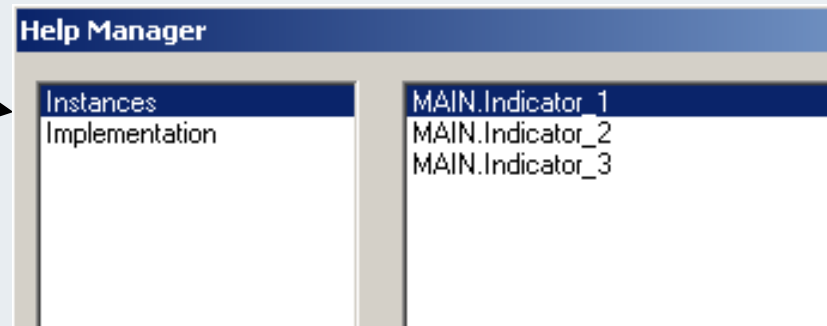 Help Manager
Instances
Implementation
MAIN.Indicator_1
MAIN.Indicator_2
MAIN.Indicator_3